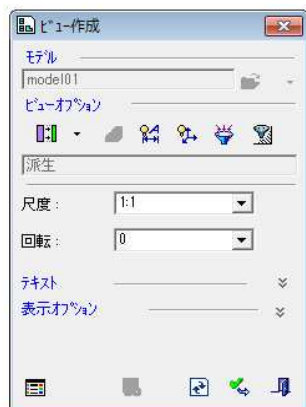 ビュー作成
モデル
model01
ビューオプション
派生
尺度：
1:1
回転：
0
テキスト
表示オプション